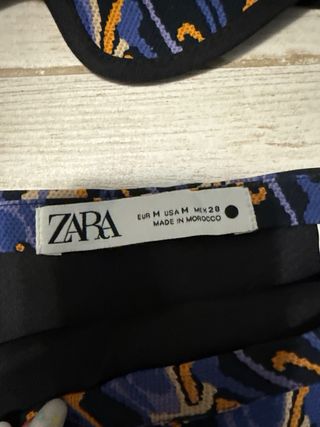 ZARA
EUR M USA M MEX 28
MADE IN MOROCCO